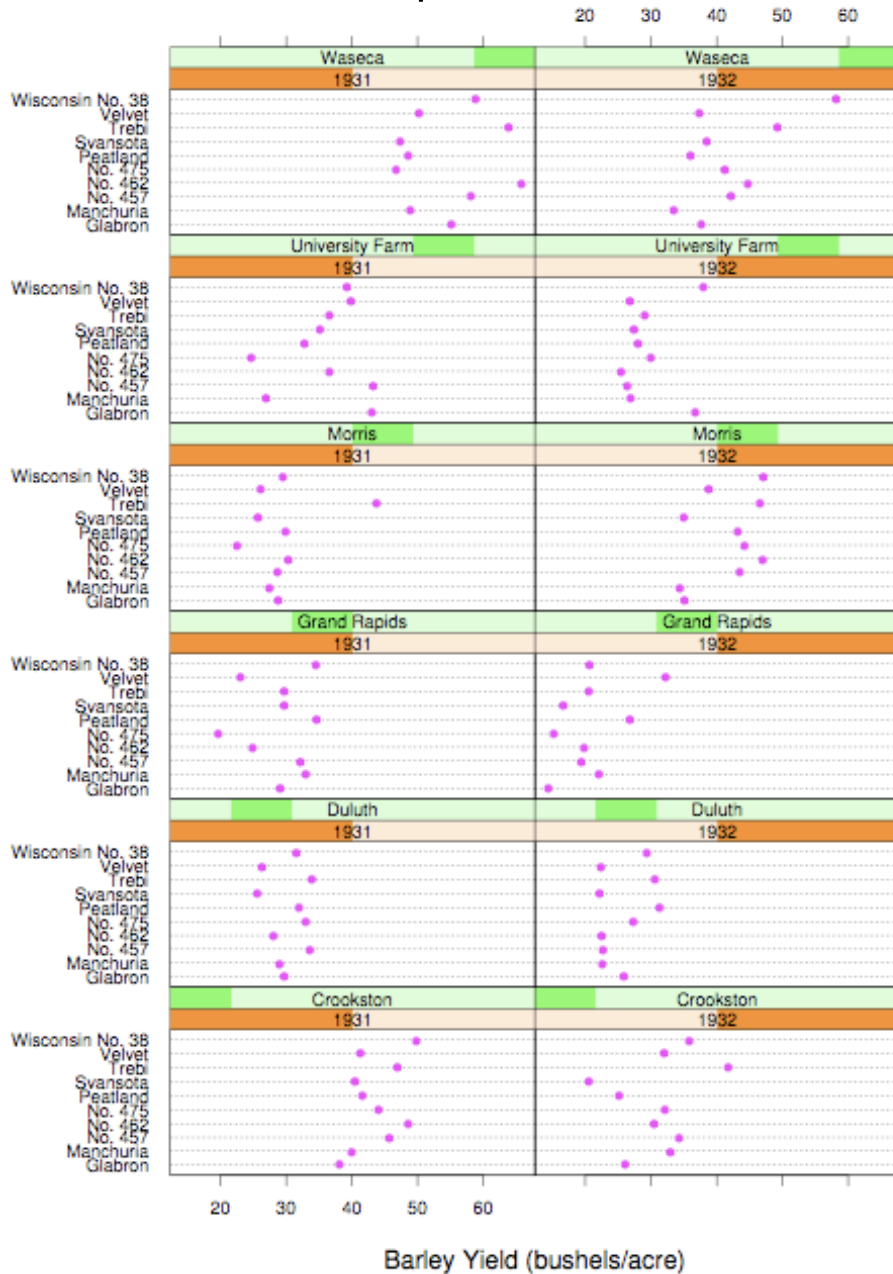 20 30 40 50 60
Waseca Waseca
1931 1932
Wisconsin No. 38
Velvet
Trebi
Svansota
Peatland
No. 475
No. 462
No. 457
Manchuria
Glabron
University Farm University Farm
1931 1932
Wisconsin No. 38
Velvet
Trebi
Svansota
Peatland
No. 475
No. 462
No. 457
Manchuria
Glabron
Morris Morris
1931 1932
Wisconsin No. 38
Velvet
Trebi
Svansota
Peatland
No. 475
No. 462
No. 457
Manchuria
Glabron
Grand Rapids Grand Rapids
1931 1932
Wisconsin No. 38
Velvet
Trebi
Svansota
Peatland
No. 475
No. 462
No. 457
Manchuria
Glabron
Duluth Duluth
1931 1932
Wisconsin No. 38
Velvet
Trebi
Svansota
Peatland
No. 475
No. 462
No. 457
Manchuria
Glabron
Crookston Crookston
1931 1932
Wisconsin No. 38
Velvet
Trebi
Svansota
Peatland
No. 475
No. 462
No. 457
Manchuria
Glabron
20 30 40 50 60
Barley Yield (bushels/acre)